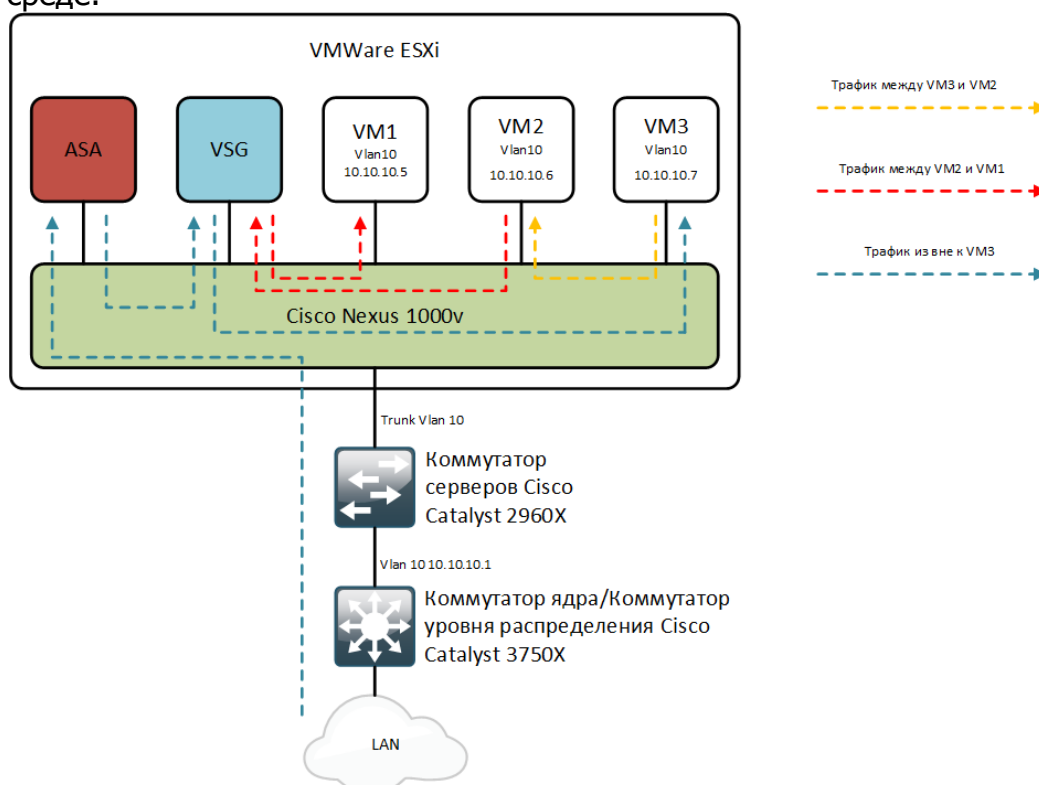 среде.
VMWare ESXi
ASA
VSG
VM1
Vlan10
10.10.10.5
VM2
Vlan10
10.10.10.6
VM3
Vlan10
10.10.10.7
Cisco Nexus 1000v
Trunk Vlan 10
Коммутатор
серверов Cisco
Catalyst 2960X
Vlan 10 10.10.10.1
Коммутатор ядра/Коммутатор
уровня распределения Cisco
Catalyst 3750X
LAN
Трафик между VM3 и VM2
Трафик между VM2 и VM1
Трафик из вне к VM3